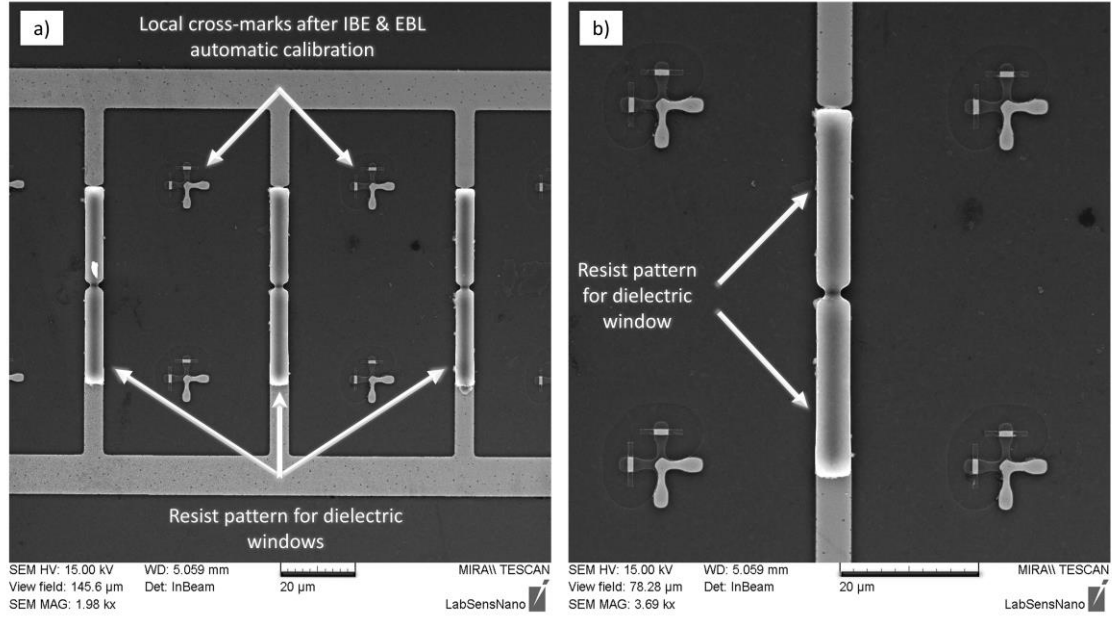 a)
Local cross-marks after IBE & EBL
automatic calibration
Resist pattern for dielectric
windows
SEM HV: 15.00 kV WD: 5.059 mm
View field: 145.6 µm Det: InBeam 20 µm
SEM MAG: 1.98 kx
MIRA\\ TESCAN
LabSensNano
b)
Resist pattern
for dielectric
window
SEM HV: 15.00 kV WD: 5.059 mm
View field: 78.28 µm Det: InBeam 20 µm
SEM MAG: 3.69 kx
MIRA\\ TESCAN
LabSensNano